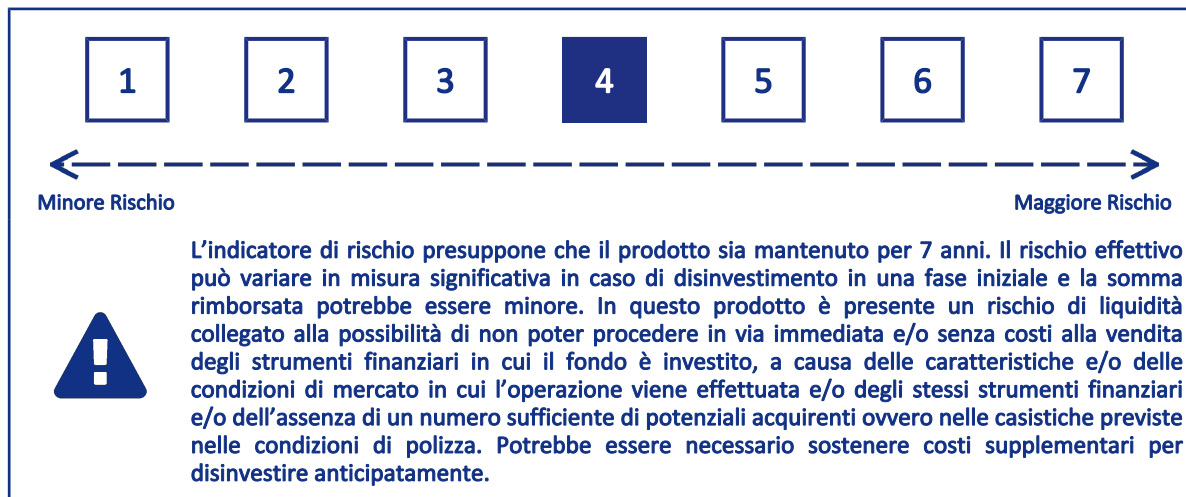 1 2 3 4 5 6 7
Minore Rischio Maggiore Rischio
L'indicatore di rischio presuppone che il prodotto sia mantenuto per 7 anni. Il rischio effettivo
può variare in misura significativa in caso di disinvestimento in una fase iniziale e la somma
rimborsata potrebbe essere minore. In questo prodotto è presente un rischio di liquidità
collegato alla possibilità di non poter procedere in via immediata e/o senza costi alla vendita
degli strumenti finanziari in cui il fondo è investito, a causa delle caratteristiche e/o delle
condizioni di mercato in cui l'operazione viene effettuata e/o degli stessi strumenti finanziari
e/o dell'assenza di un numero sufficiente di potenziali acquirenti ovvero nelle casistiche previste
nelle condizioni di polizza. Potrebbe essere necessario sostenere costi supplementari per
disinvestire anticipatamente.